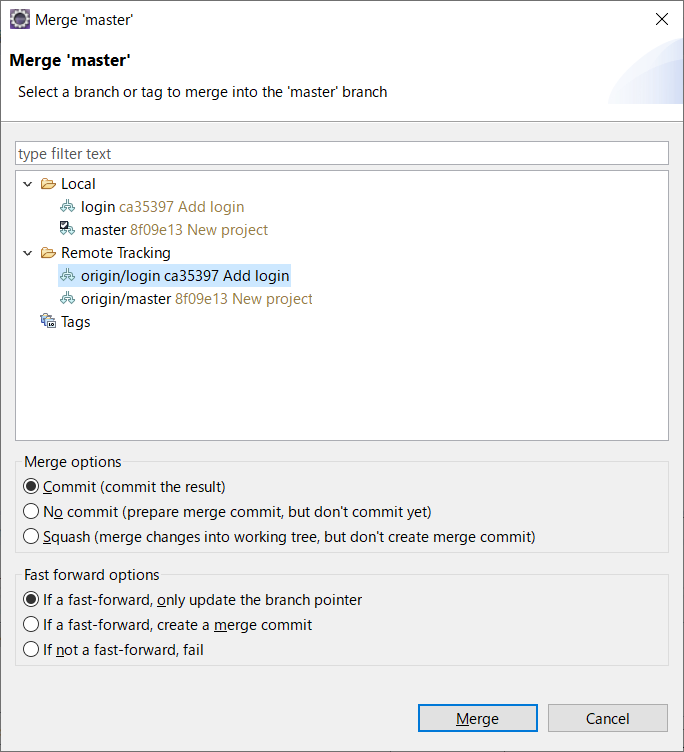 Merge 'master'
Merge 'master'
Select a branch or tag to merge into the 'master' branch
type filter text
Local
login ca35397 Add login
master 8f09e13 New project
Remote Tracking
origin/login ca35397 Add login
origin/master 8f09e13 New project
Tags
Merge options
Commit (commit the result)
No commit (prepare merge commit, but don't commit yet)
Squash (merge changes into working tree, but don't create merge commit)
Fast forward options
If a fast-forward, only update the branch pointer
If a fast-forward, create a merge commit
If not a fast-forward, fail
Merge Cancel